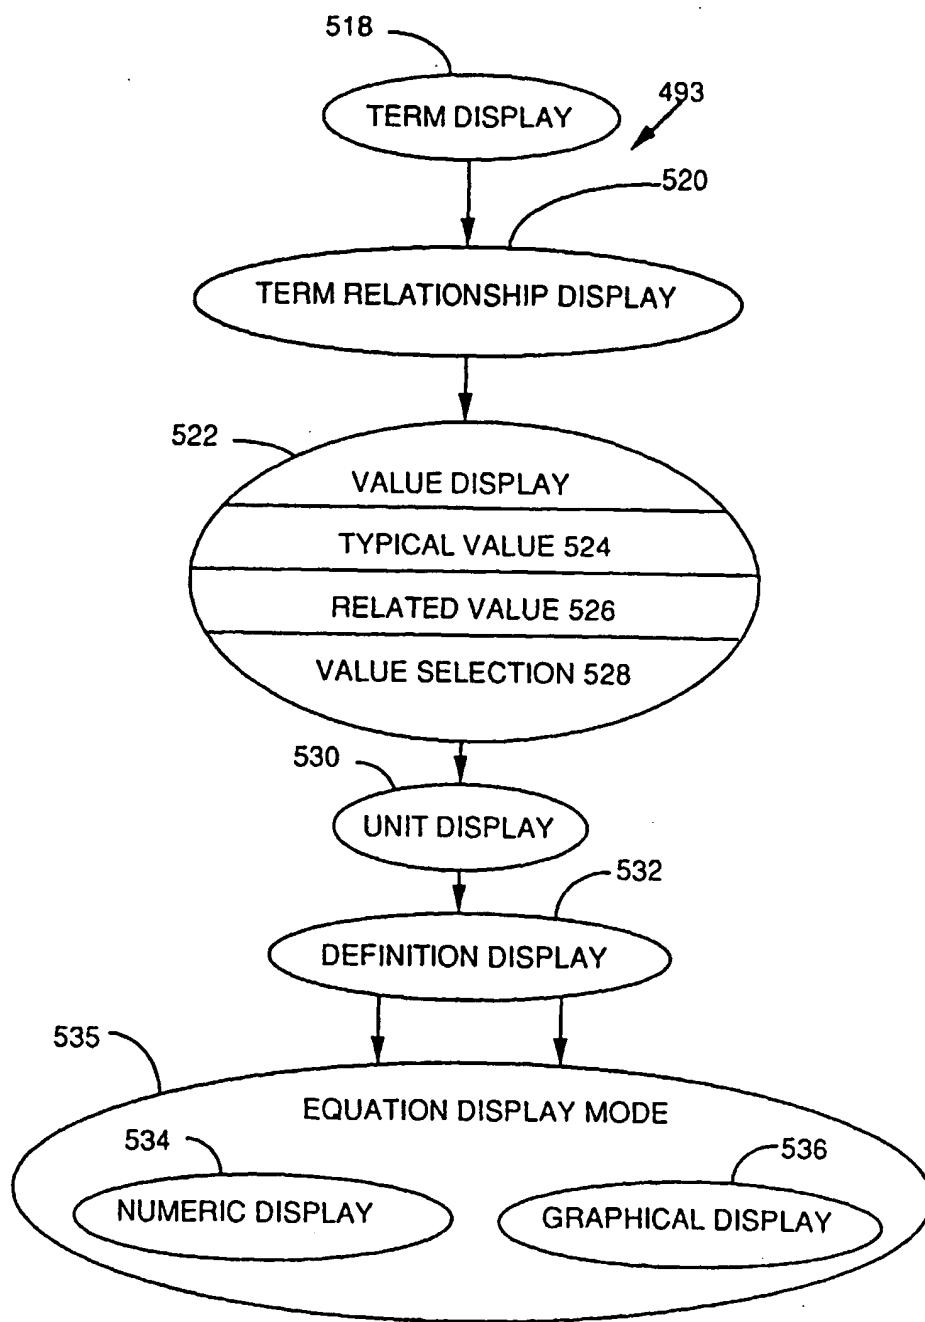 518
TERM DISPLAY
493
520
TERM RELATIONSHIP DISPLAY
522
VALUE DISPLAY
TYPICAL VALUE 524
RELATED VALUE 526
VALUE SELECTION 528
530
UNIT DISPLAY
532
DEFINITION DISPLAY
535
EQUATION DISPLAY MODE
534
536
NUMERIC DISPLAY
GRAPHICAL DISPLAY